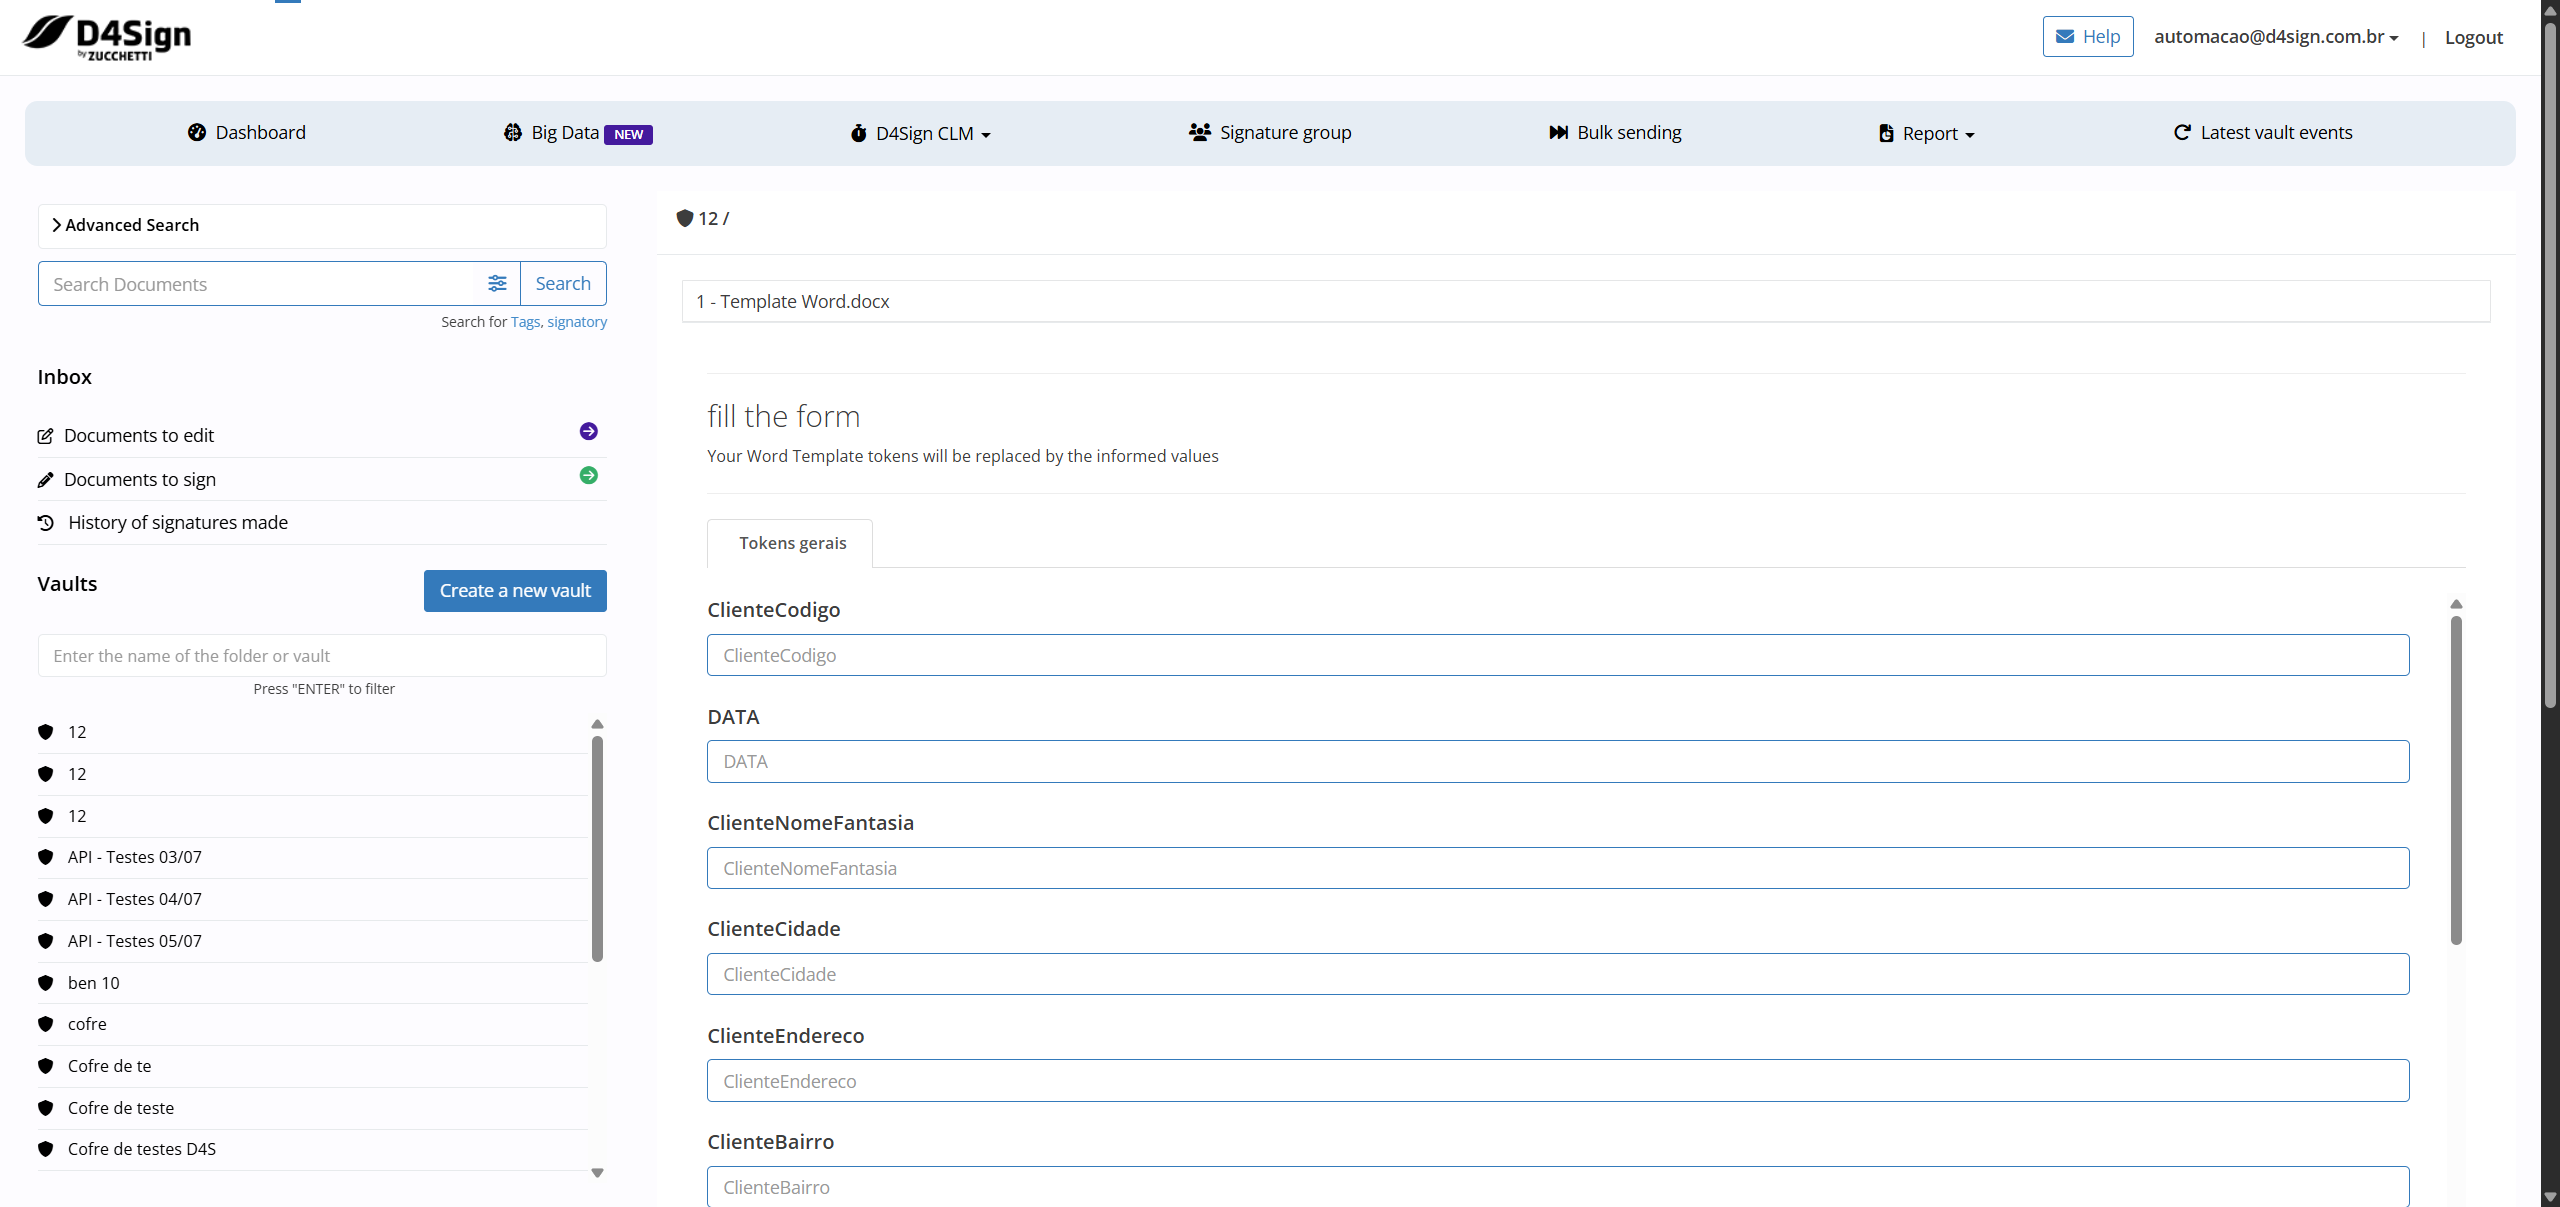 D4Sign
by ZUCCHETTI
Help
automacao@d4sign.com.br
|
Logout
Dashboard
Big Data NEW
D4Sign CLM
Signature group
Bulk sending
Report
Latest vault events
Advanced Search
Search Documents
Search
Search for Tags, signatory
Inbox
Documents to edit
Documents to sign
History of signatures made
Vaults
Create a new vault
Enter the name of the folder or vault
Press "ENTER" to filter
12
12
12
API - Testes 03/07
API - Testes 04/07
API - Testes 05/07
ben 10
cofre
Cofre de te
Cofre de teste
Cofre de testes D4S
12 /
1 - Template Word.docx
fill the form
Your Word Template tokens will be replaced by the informed values
Tokens gerais
ClienteCodigo
ClienteCodigo
DATA
DATA
ClienteNomeFantasia
ClienteNomeFantasia
ClienteCidade
ClienteCidade
ClienteEndereco
ClienteEndereco
ClienteBairro
ClienteBairro